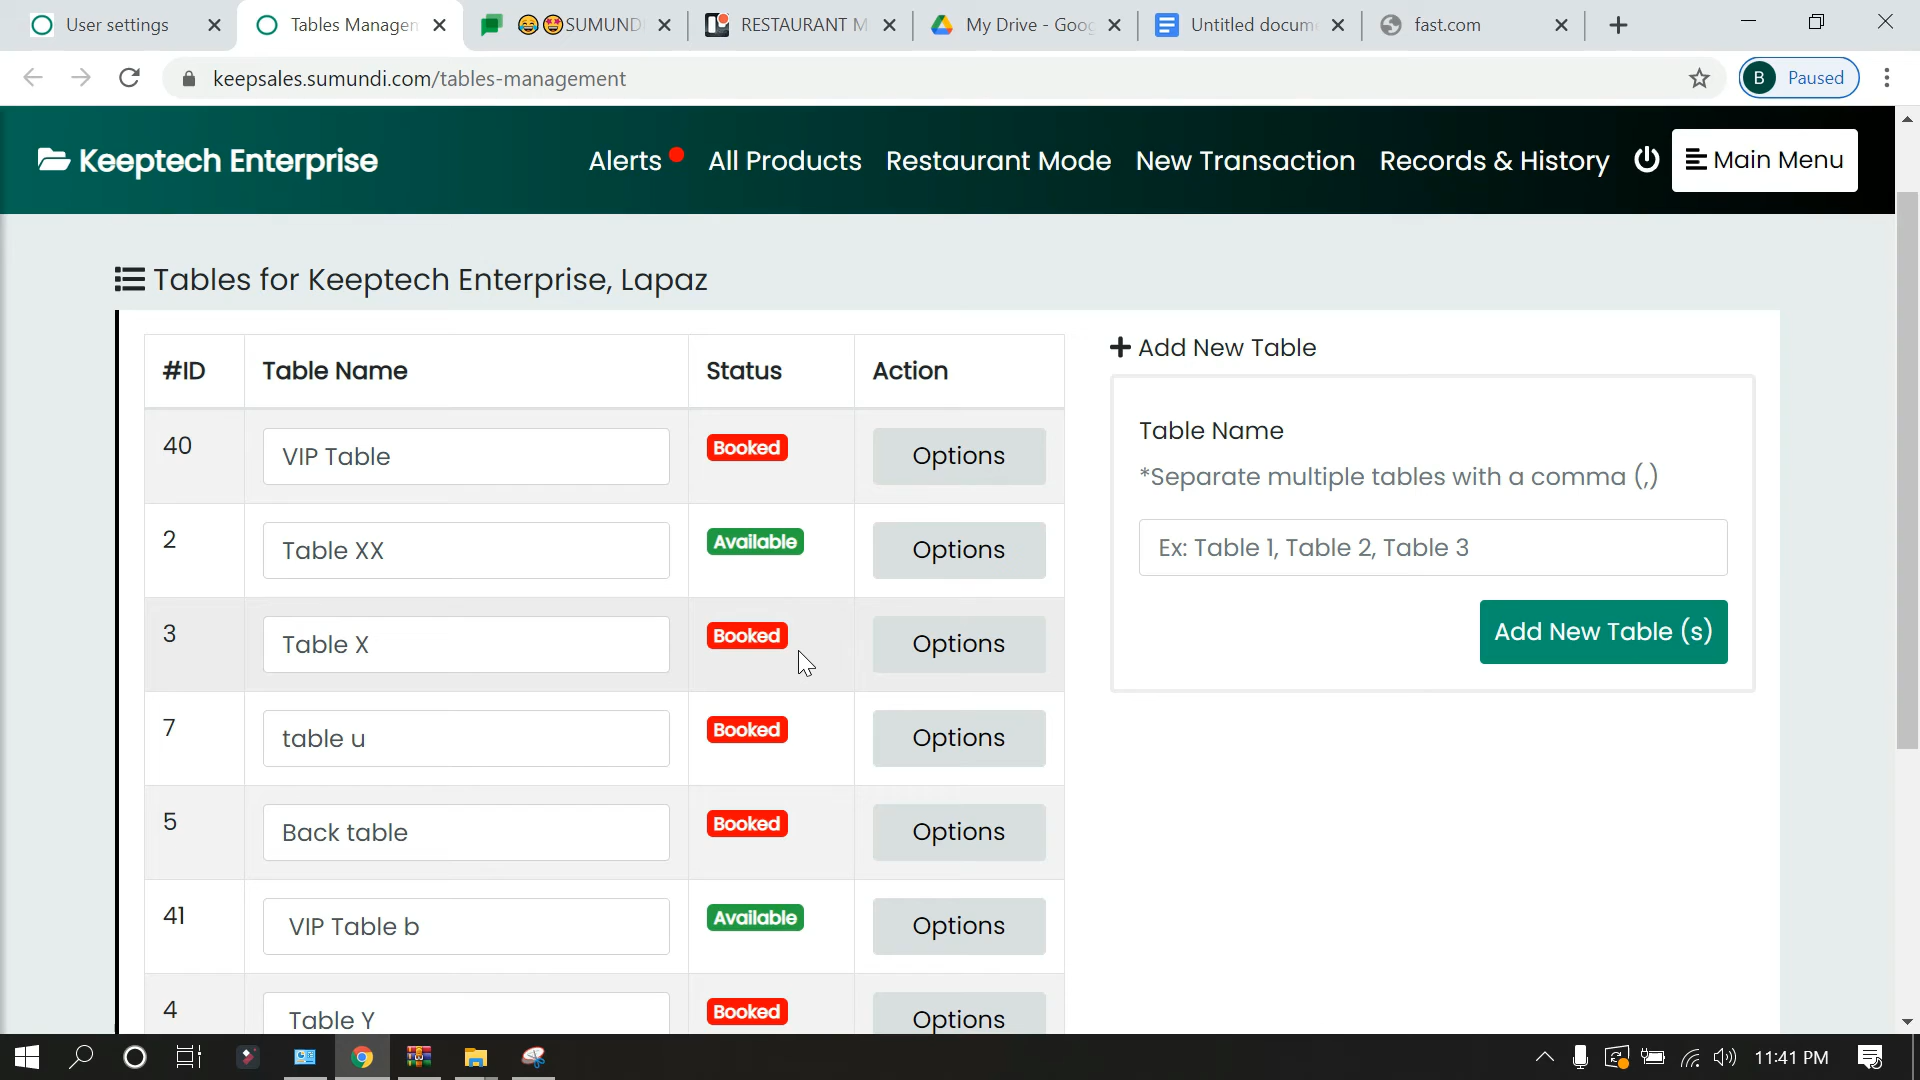 User settings
Tables Managem
😂🤩SUMUNDI
RESTAURANT M
My Drive - Goog
Untitled docume
fast.com
keepsales.sumundi.com/tables-management
B Paused
Keeptech Enterprise
Alerts
All Products
Restaurant Mode
New Transaction
Records & History
Main Menu
Tables for Keeptech Enterprise, Lapaz
#ID Table Name Status Action
40 VIP Table Booked Options
2 Table XX Available Options
3 Table X Booked Options
7 table u Booked Options
5 Back table Booked Options
41 VIP Table b Available Options
4 Table Y Booked Options
Add New Table
Table Name
*Separate multiple tables with a comma (,)
Ex: Table 1, Table 2, Table 3
Add New Table (s)
11:41 PM